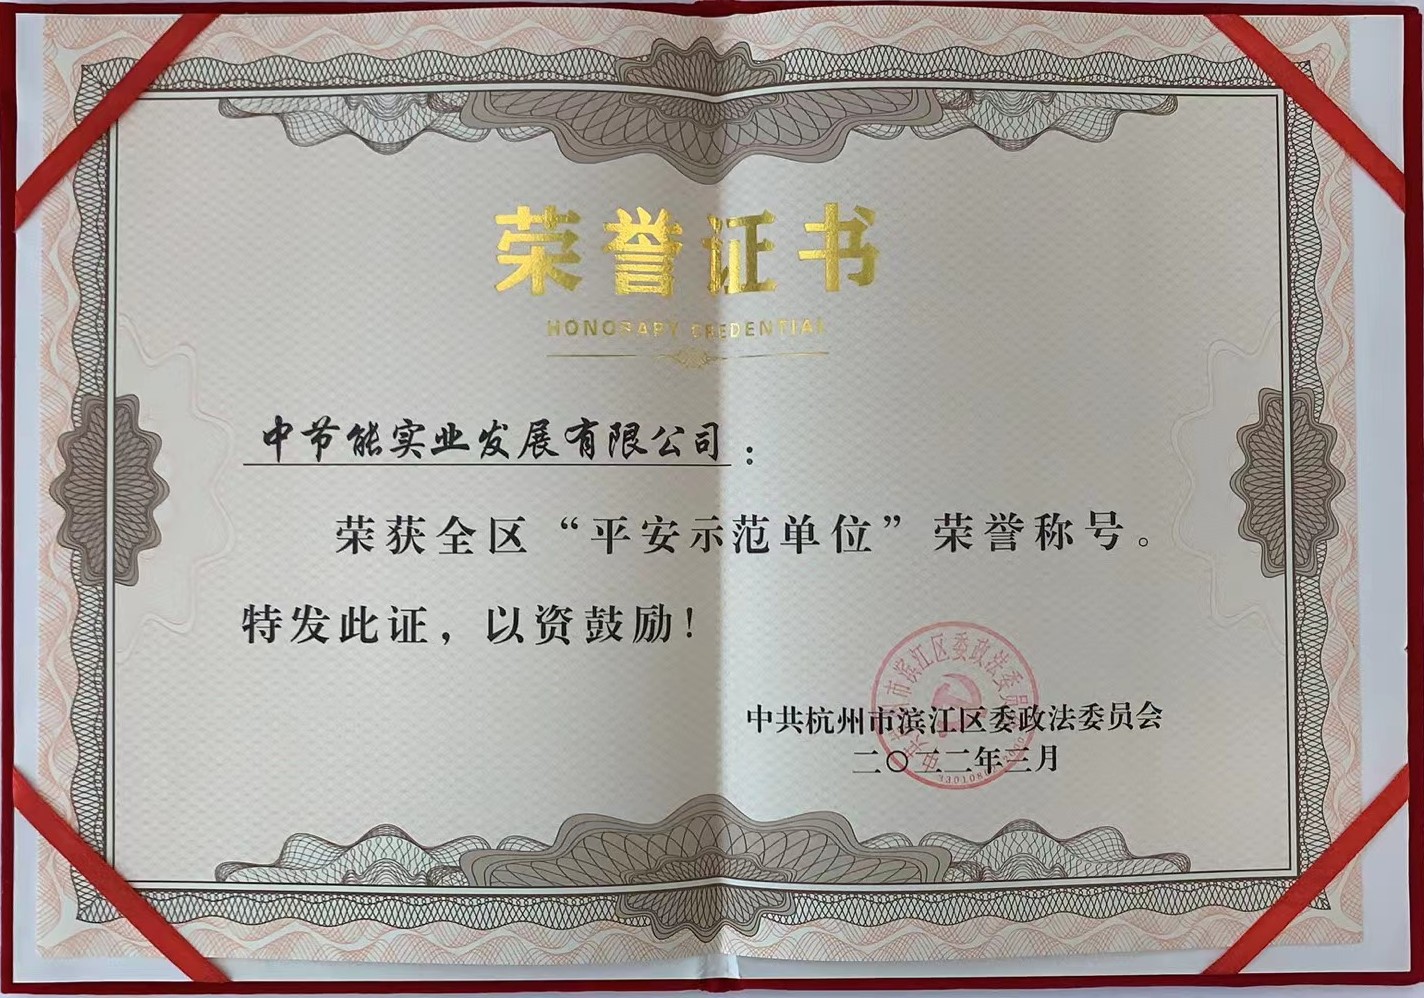 荣誉证书
HONORARY CREDENTIAL
中节能实业发展有限公司：
荣获全区“平安示范单位”荣誉称号。
特发此证，以资鼓励！
中共杭州市滨江区委政法委员会
二〇二二年三月